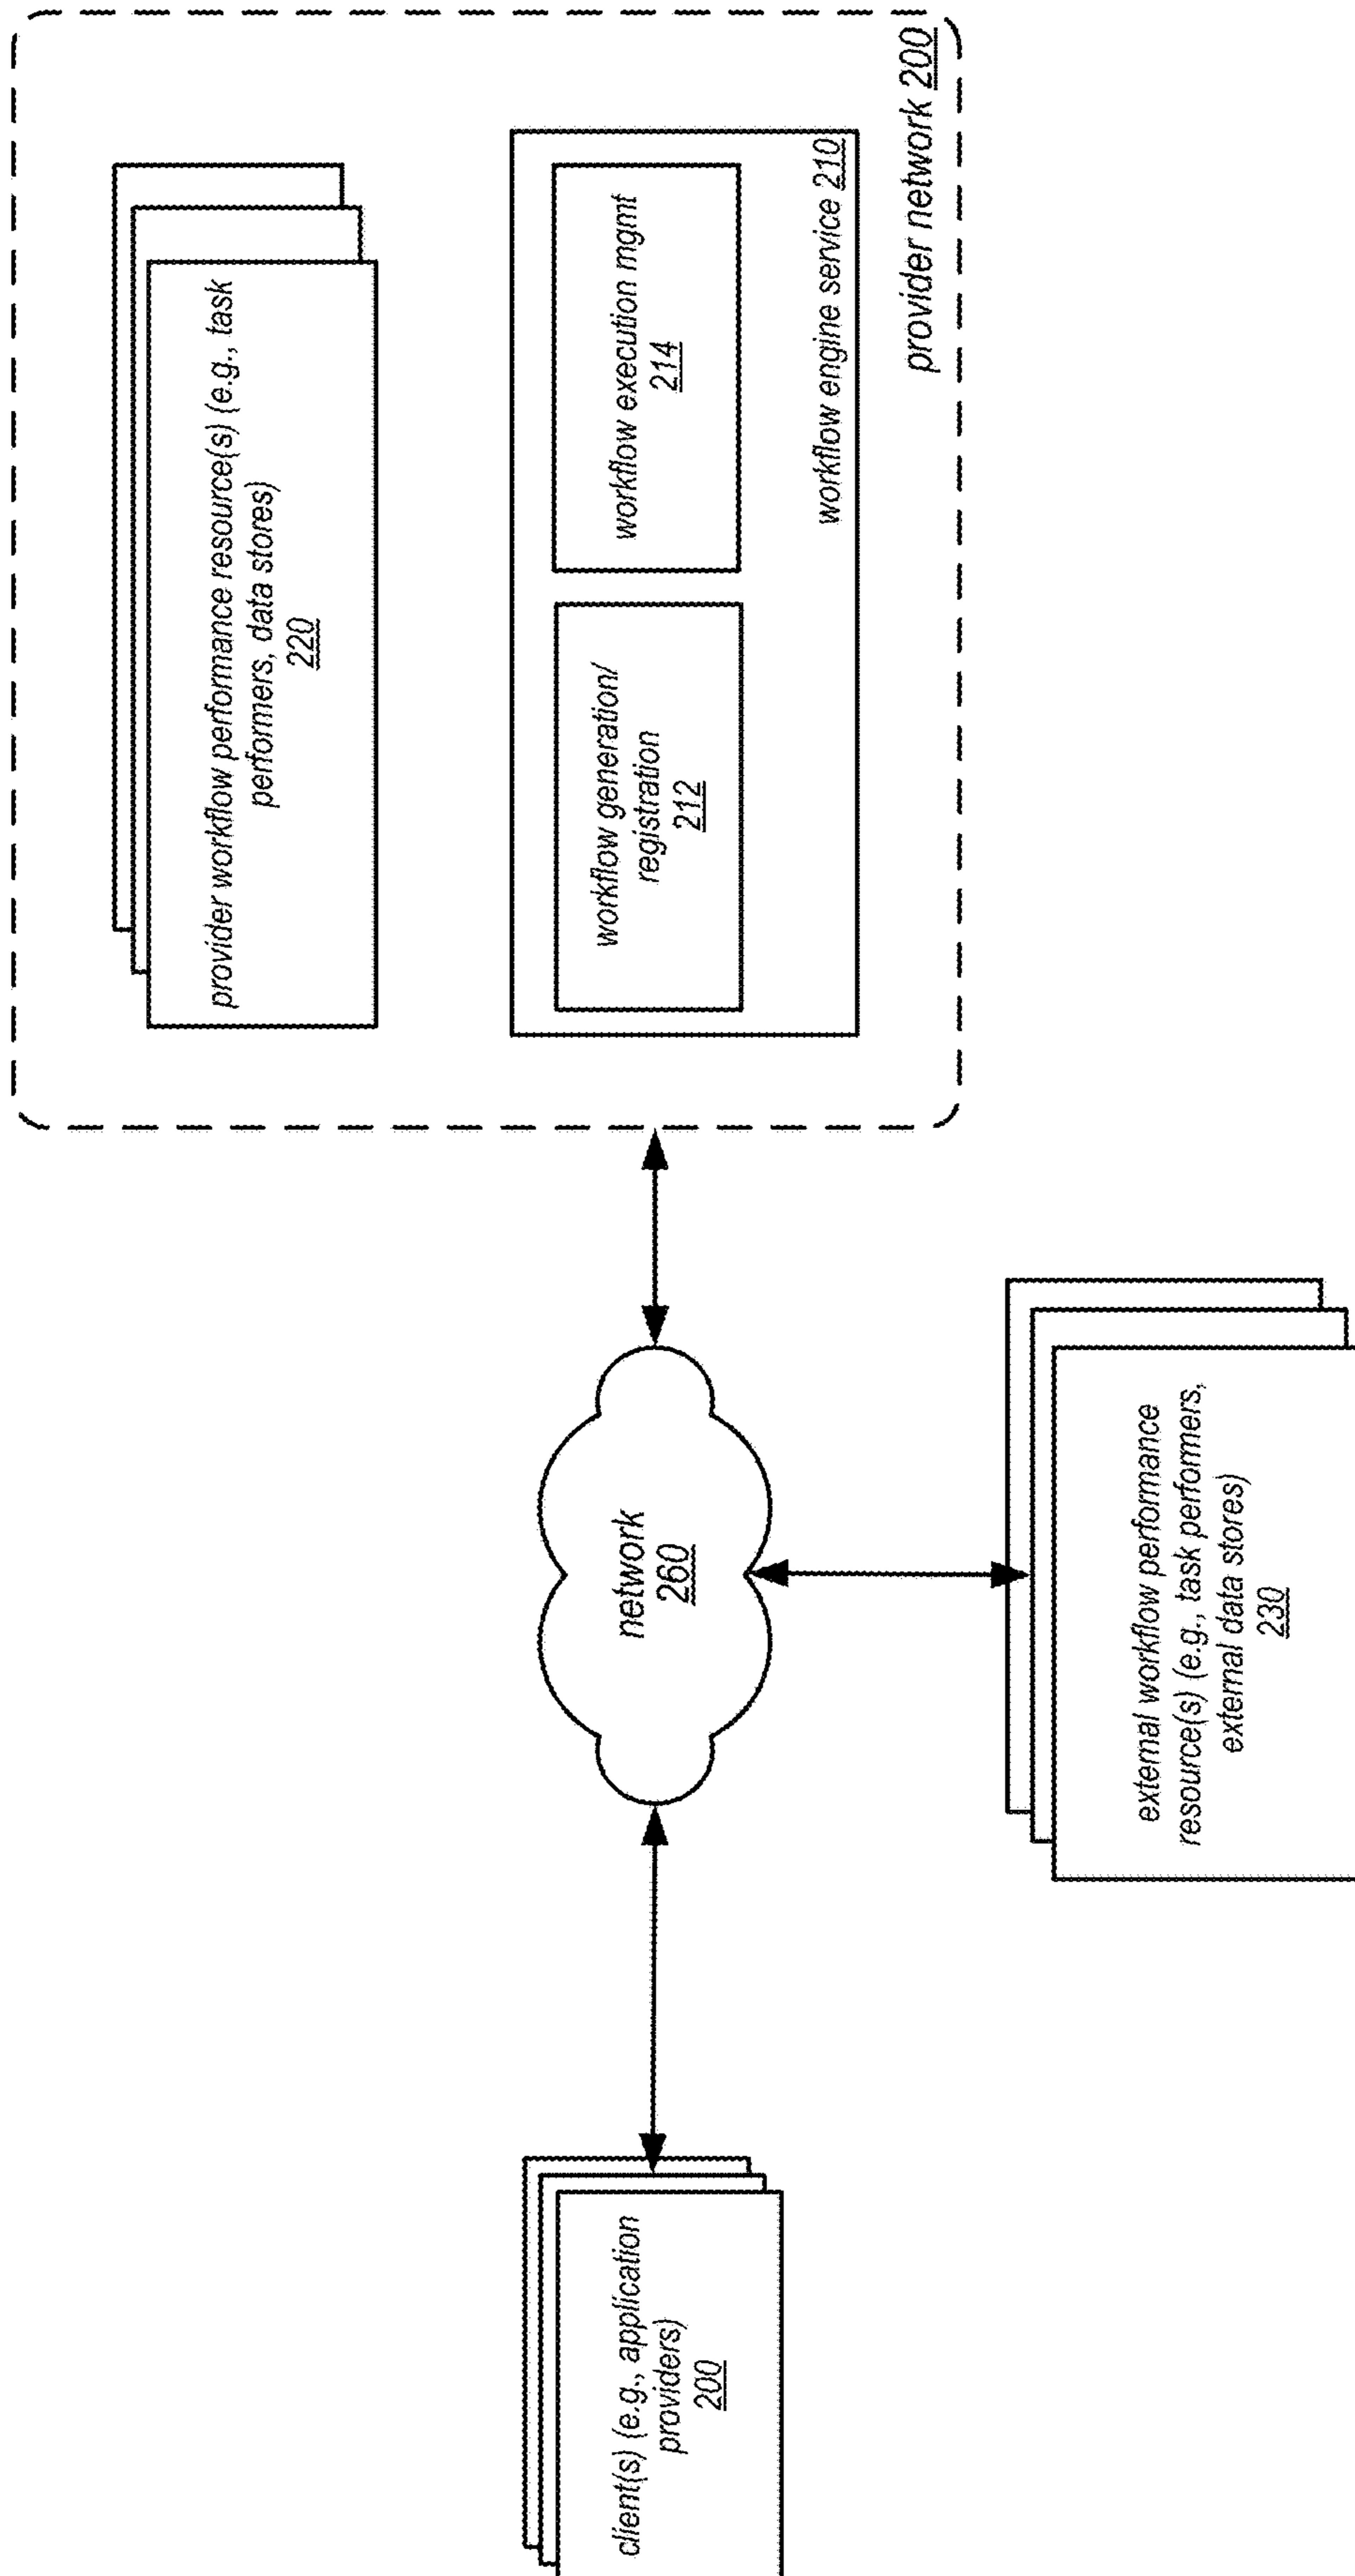 provider workflow performance resource(s) (e.g., task
performers, data stores)
220
workflow generation/
registration
212
workflow execution mgmt
214
workflow engine service 210
provider network 200
network
260
client(s) (e.g., application
providers)
200
external workflow performance
resource(s) (e.g., task performers,
external data stores)
230